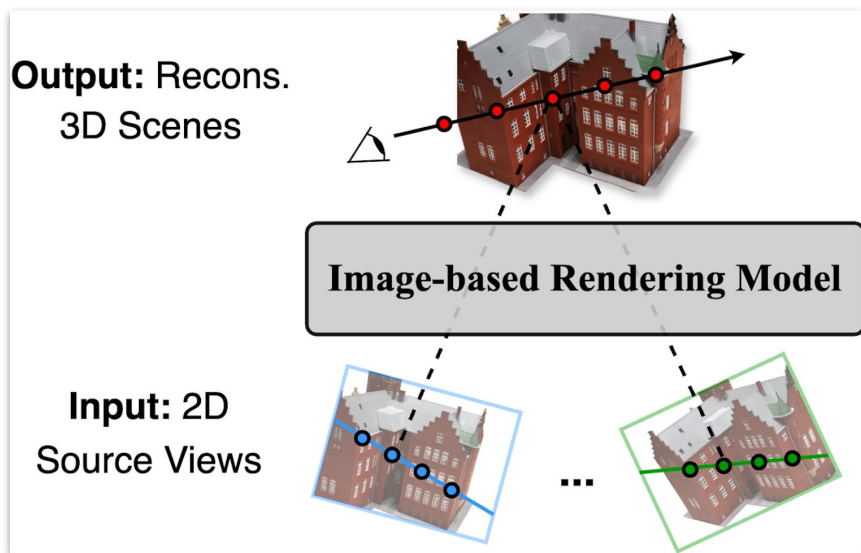 Output: Recons.
3D Scenes
Image-based Rendering Model
Input: 2D
Source Views
...